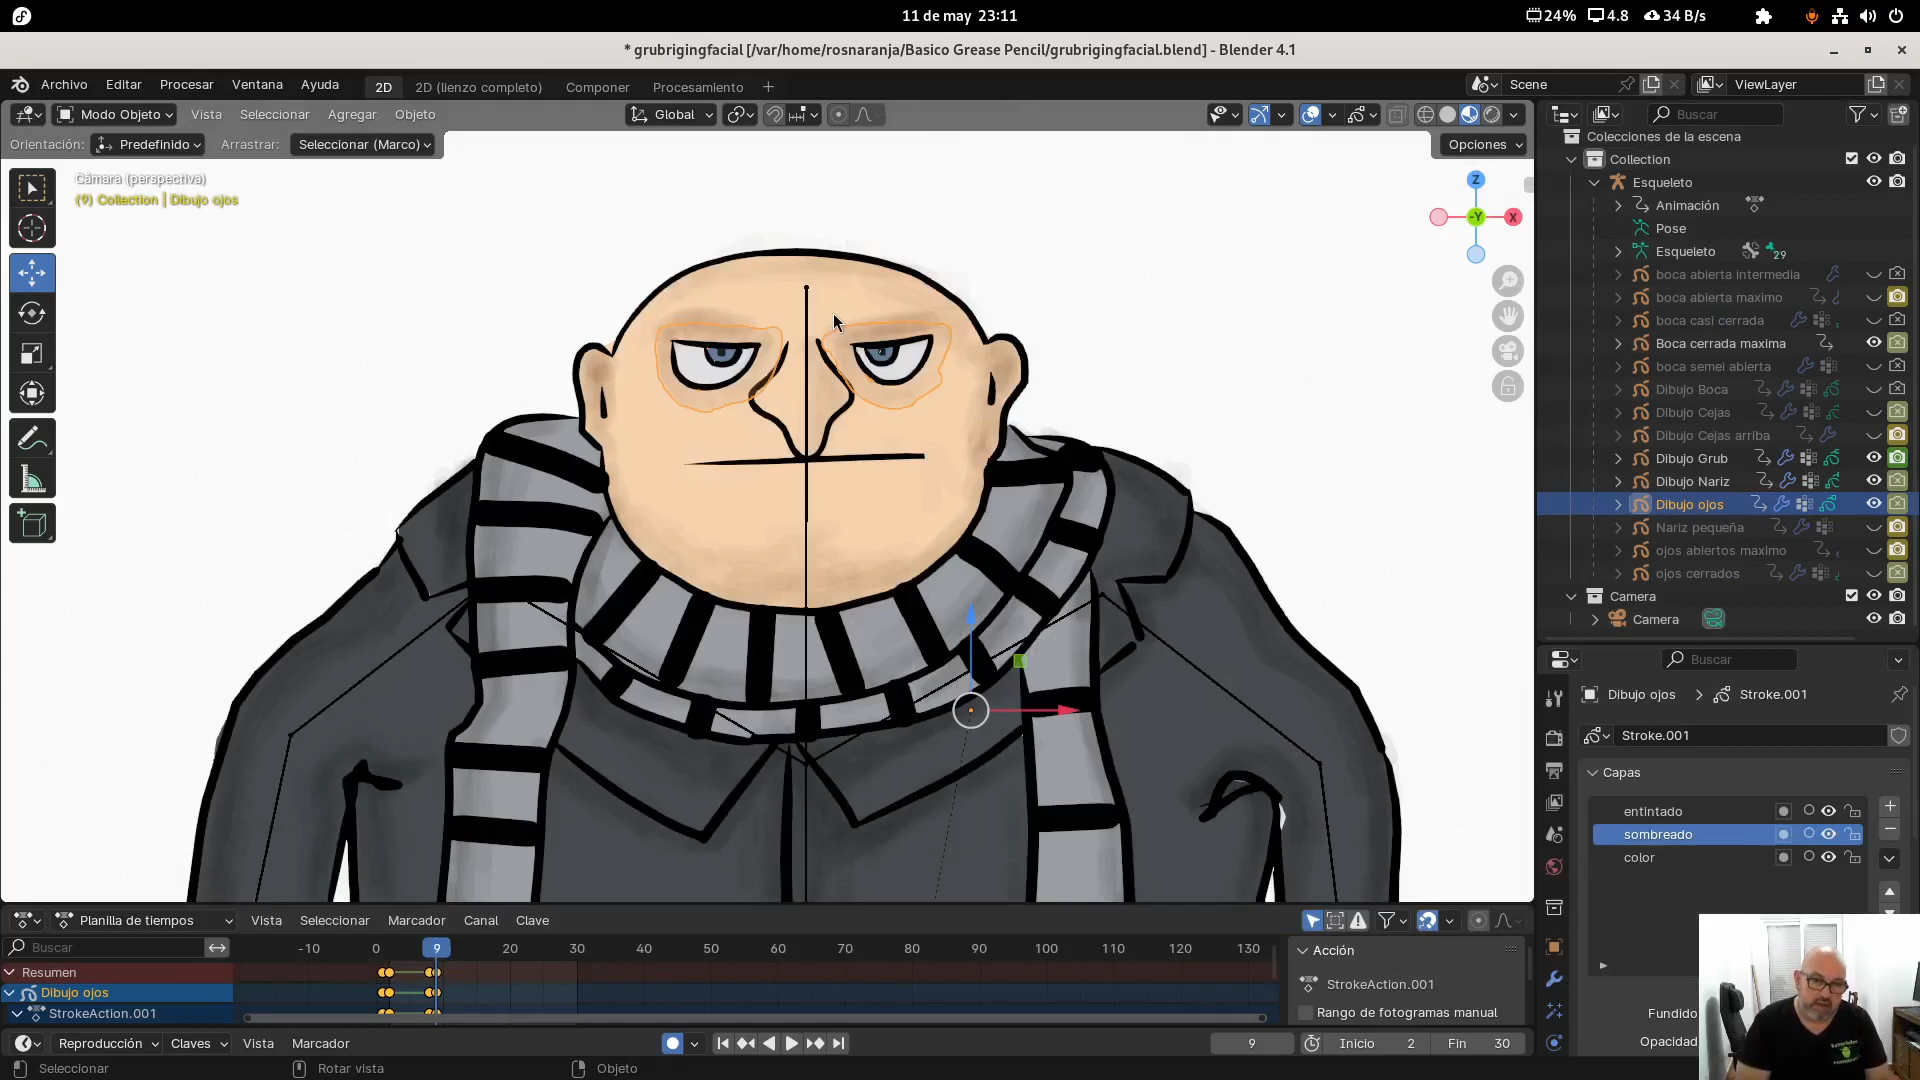 11 de may  23:11
24%
4.8
34 B/s
* grubrigingfacial [/var/home/rosnaranja/Basico Grease Pencil/grubrigingfacial.blend] - Blender 4.1
Archivo
Editar
Procesar
Ventana
Ayuda
2D
2D (lienzo completo)
Componer
Procesamiento
Scene
ViewLayer
Modo Objeto
Vista
Seleccionar
Agregar
Objeto
Global
Buscar
Orientación:
Predefinido
Arrastrar:
Seleccionar (Marco)
Opciones
Cámara (perspectiva)
(9) Collection | Dibujo ojos
Z
-Y
X
Colecciones de la escena
Collection
Esqueleto
Animación
Pose
Esqueleto
29
boca abierta intermedia
boca abierta maximo
boca casi cerrada
Boca cerrada maxima
boca semei abierta
Dibujo Boca
Dibujo Cejas
Dibujo Cejas arriba
Dibujo Grub
Dibujo Nariz
Dibujo ojos
Nariz pequeña
ojos abiertos maximo
ojos cerrados
Camera
Camera
Buscar
Dibujo ojos
Stroke.001
Stroke.001
Capas
entintado
sombreado
color
Fundido
Opacidad
Planilla de tiempos
Vista
Seleccionar
Marcador
Canal
Clave
Buscar
-10
0
9
20
30
40
50
60
70
80
90
100
110
120
130
Resumen
Dibujo ojos
StrokeAction.001
Acción
StrokeAction.001
Rango de fotogramas manual
Reproducción
Claves
Vista
Marcador
9
Inicio
2
Fin
30
Seleccionar
Rotar vista
Objeto